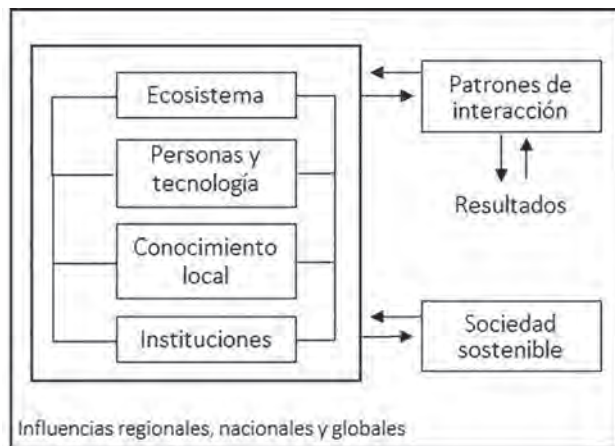 Ecosistema
Personas y
tecnología
Conocimiento
local
Instituciones
Patrones de
interacción
Resultados
Sociedad
sostenible
Influencias regionales, nacionales y globales